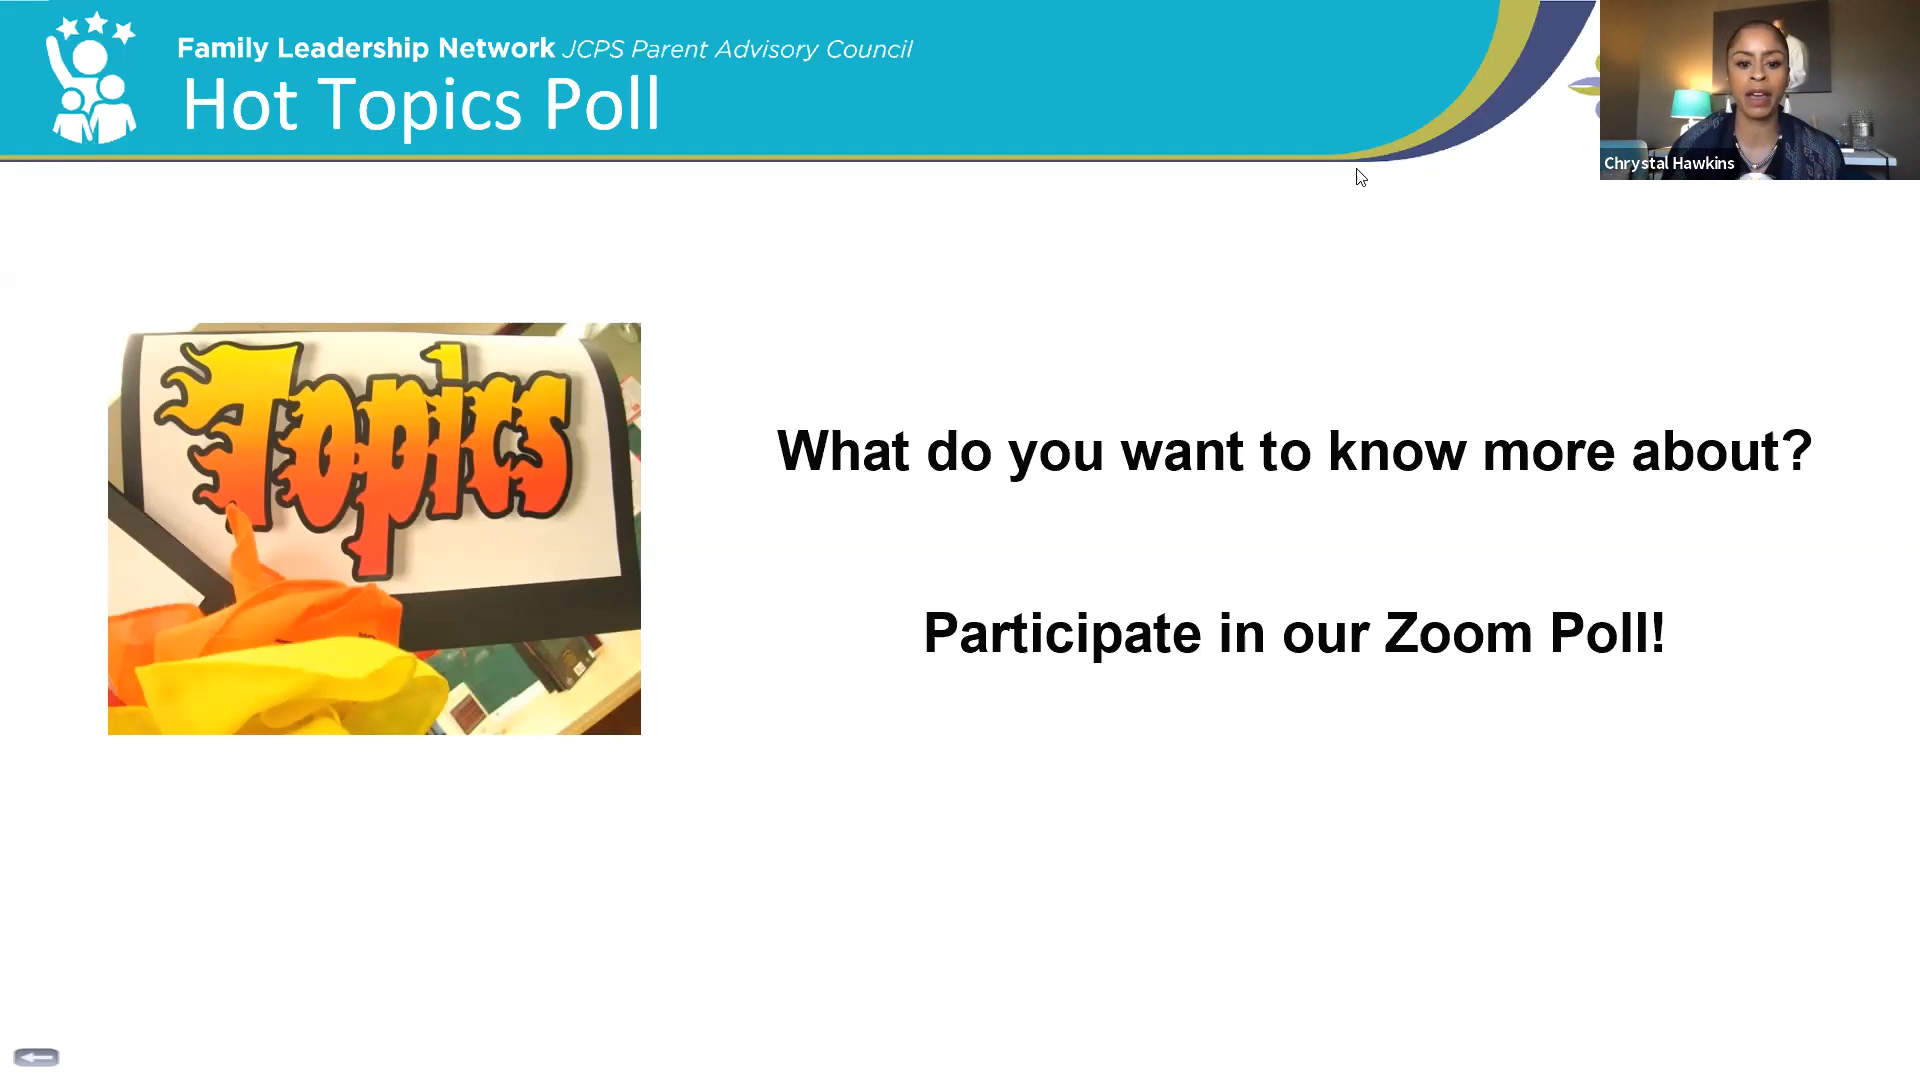 Family Leadership Network JCPS Parent Advisory Council
Hot Topics Poll
Chrystal Hawkins
Topics
What do you want to know more about?
Participate in our Zoom Poll!